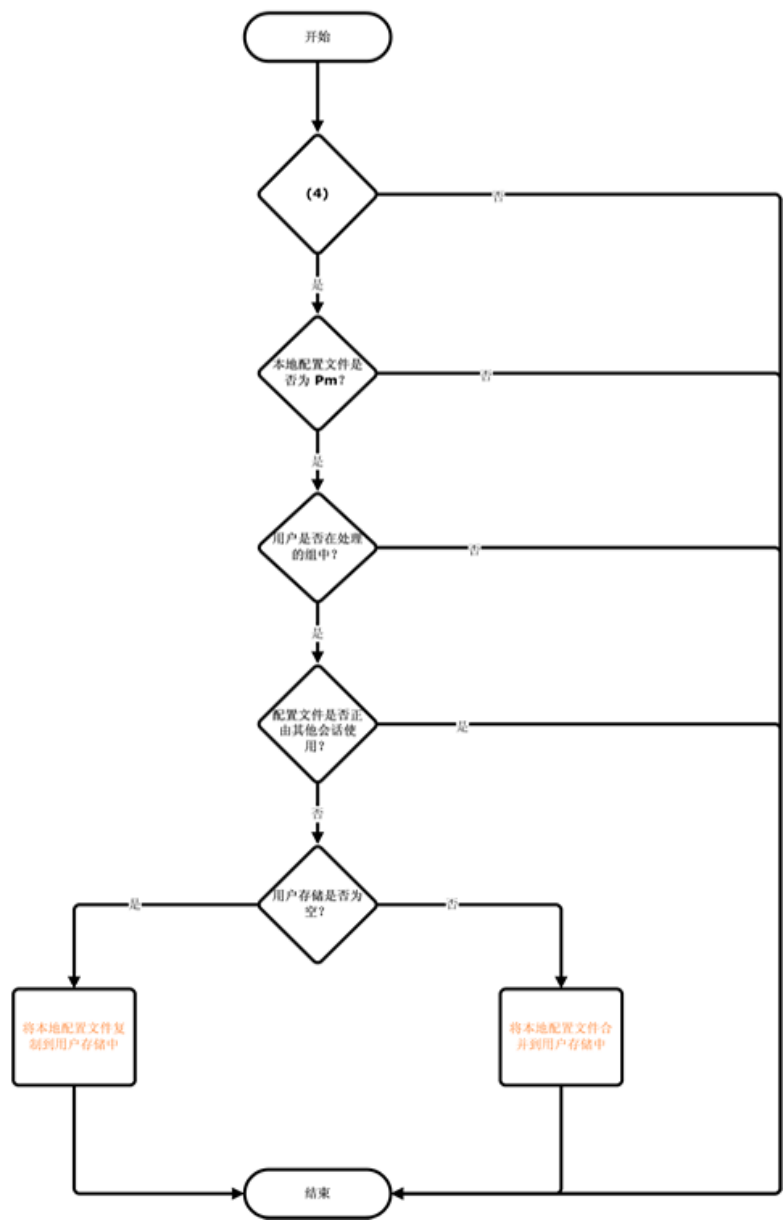 开始
(4)
否
是
本地配置文件是
否为 Pm?
否
是
用户是否在处理
的组中?
否
是
配置文件是否正
由其他会话使
用?
是
否
用户存储是否为
空?
是
否
将本地配置文件复
制到用户存储中
将本地配置文件合
并到用户存储中
结束